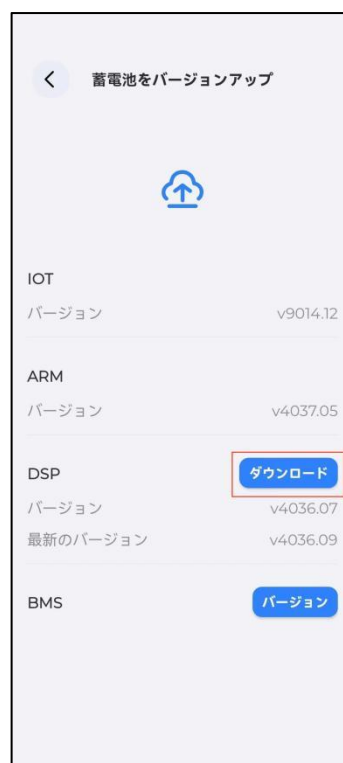 蓄電池をバージョンアップ
IOT
バージョン v9014.12
ARM
バージョン v4037.05
DSP ダウンロード
バージョン v4036.07
最新のバージョン v4036.09
BMS バージョン